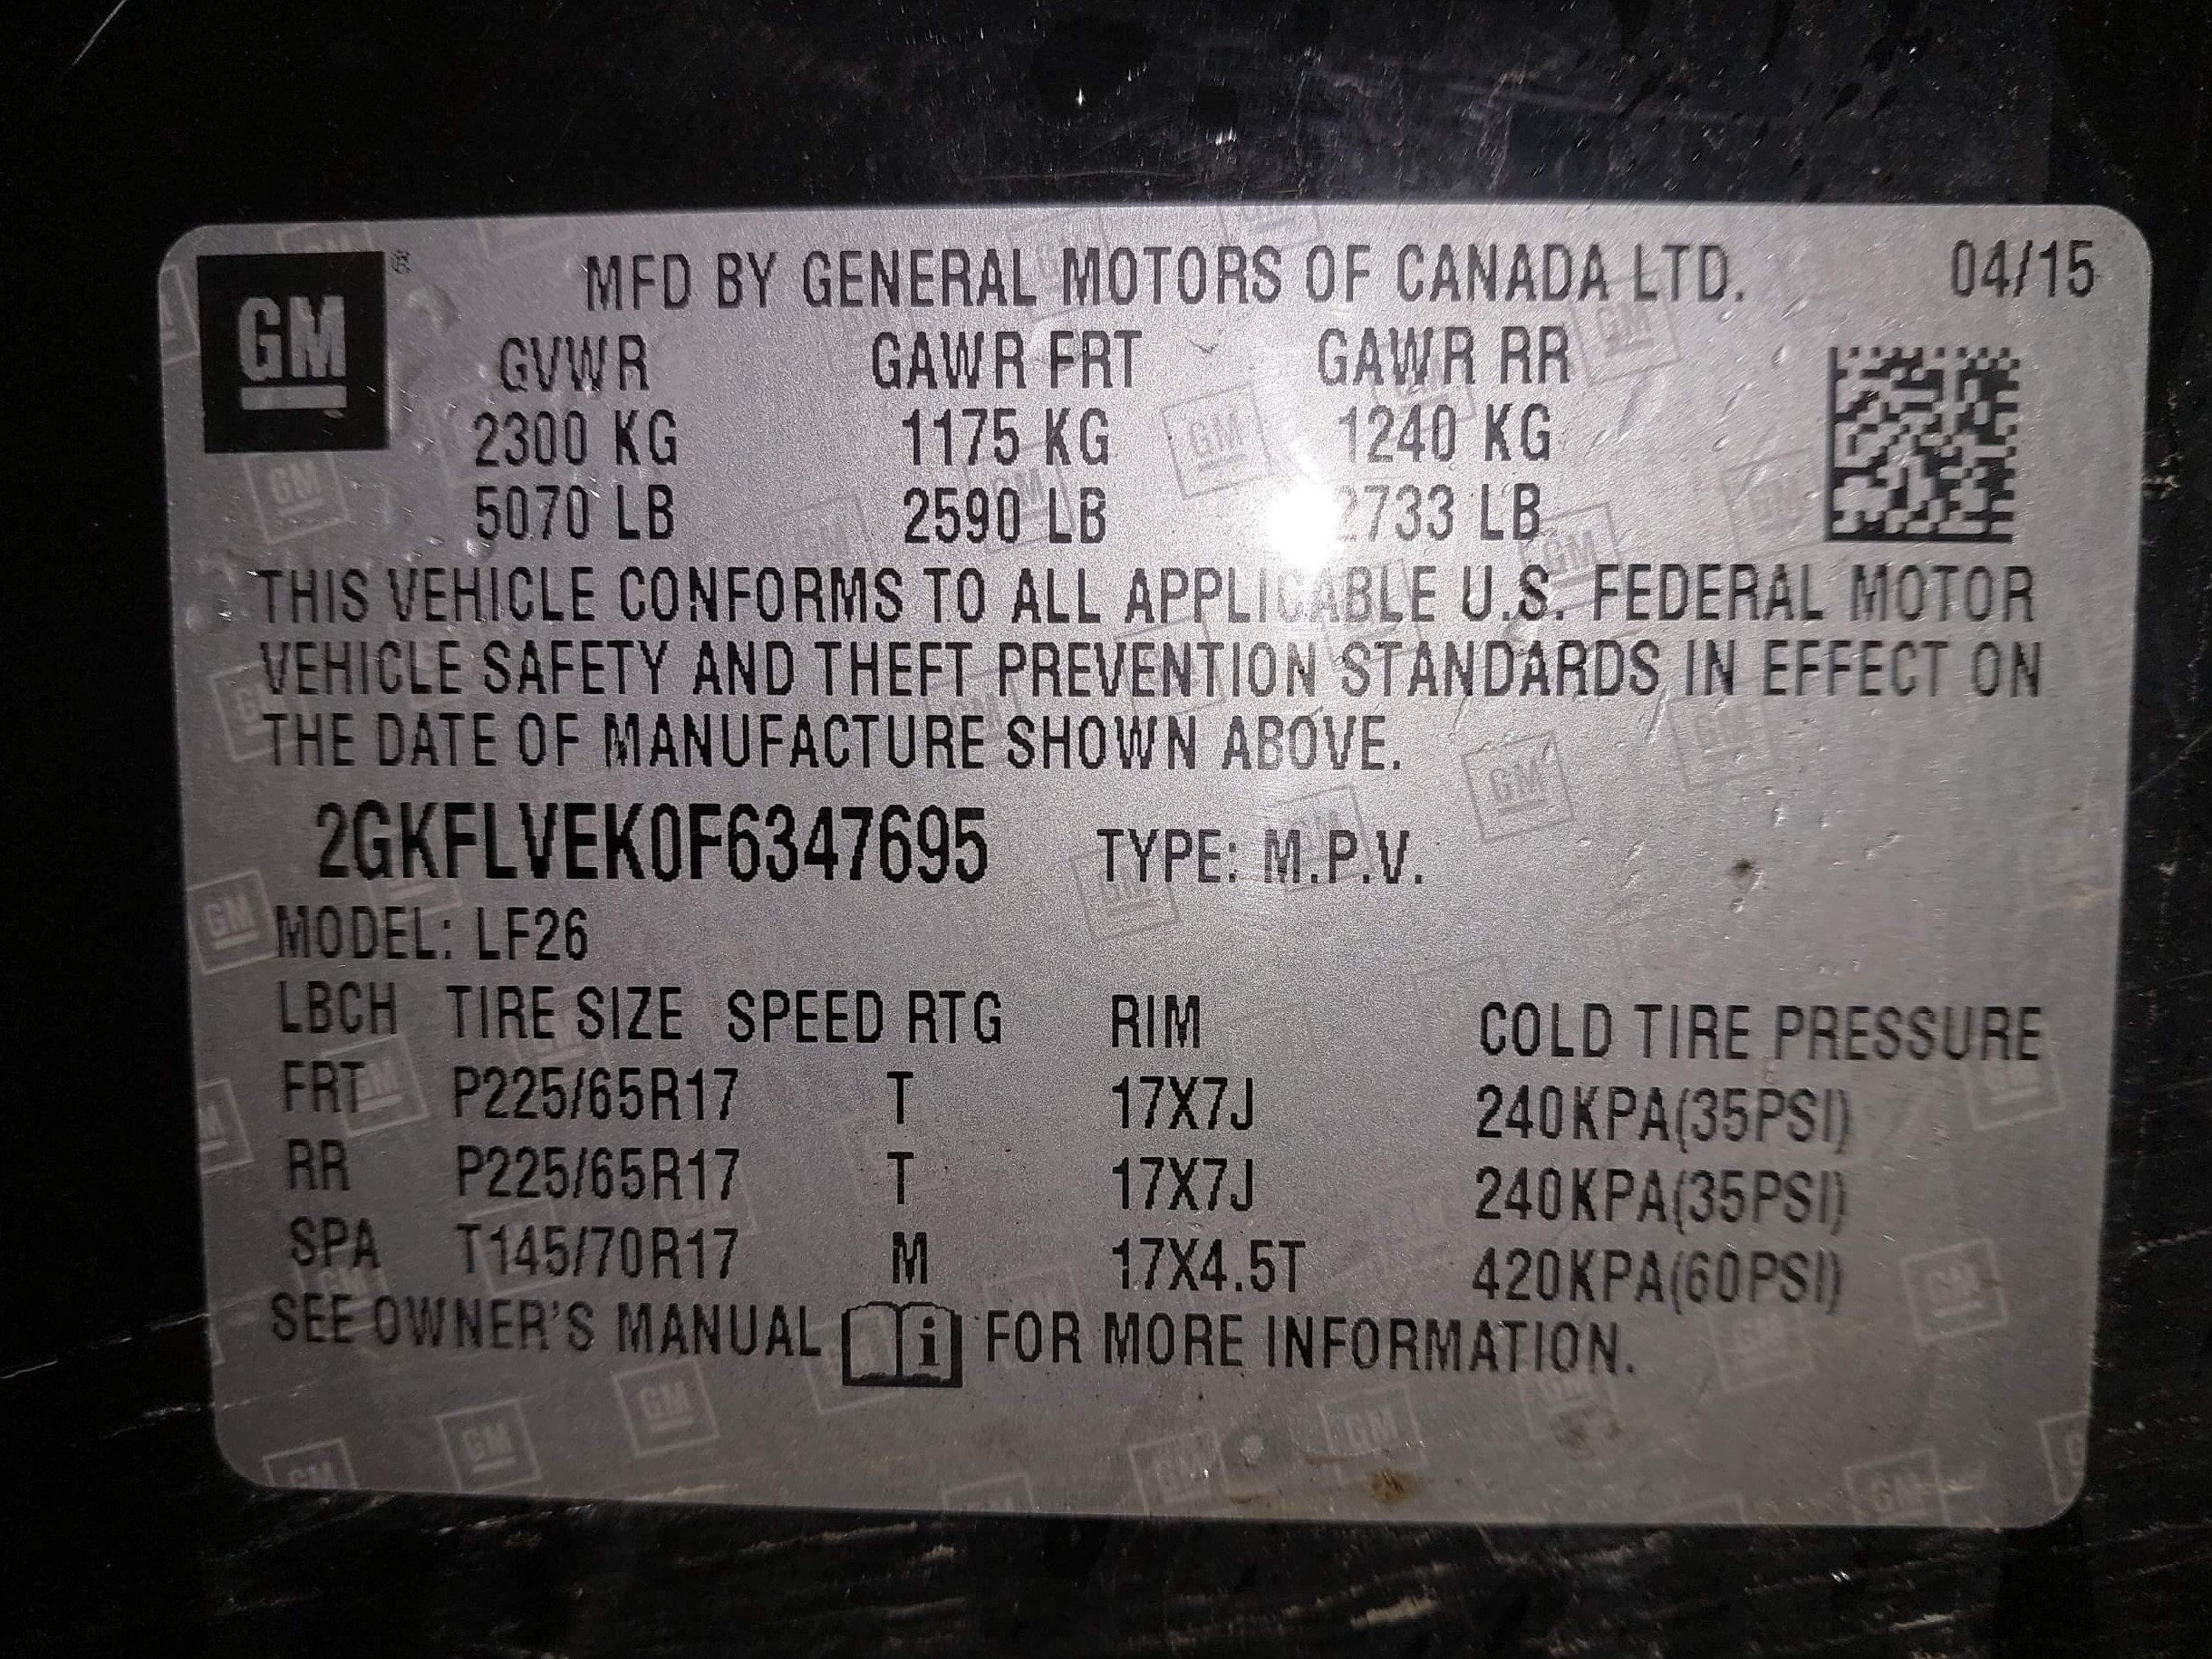 GM ® MFD BY GENERAL MOTORS OF CANADA LTD. 04/15
GVWR GAWR FRT GAWR RR
2300 KG 1175 KG 1240 KG
5070 LB 2590 LB 2733 LB
THIS VEHICLE CONFORMS TO ALL APPLICABLE U.S. FEDERAL MOTOR
VEHICLE SAFETY AND THEFT PREVENTION STANDARDS IN EFFECT ON
THE DATE OF MANUFACTURE SHOWN ABOVE.
2GKFLVEK0F6347695 TYPE: M.P.V.
MODEL: LF26
LBCH TIRE SIZE SPEED RTG RIM COLD TIRE PRESSURE
FRT P225/65R17 T 17X7J 240KPA(35PSI)
RR P225/65R17 T 17X7J 240KPA(35PSI)
SPA T145/70R17 M 17X4.5T 420KPA(60PSI)
SEE OWNER'S MANUAL i FOR MORE INFORMATION.